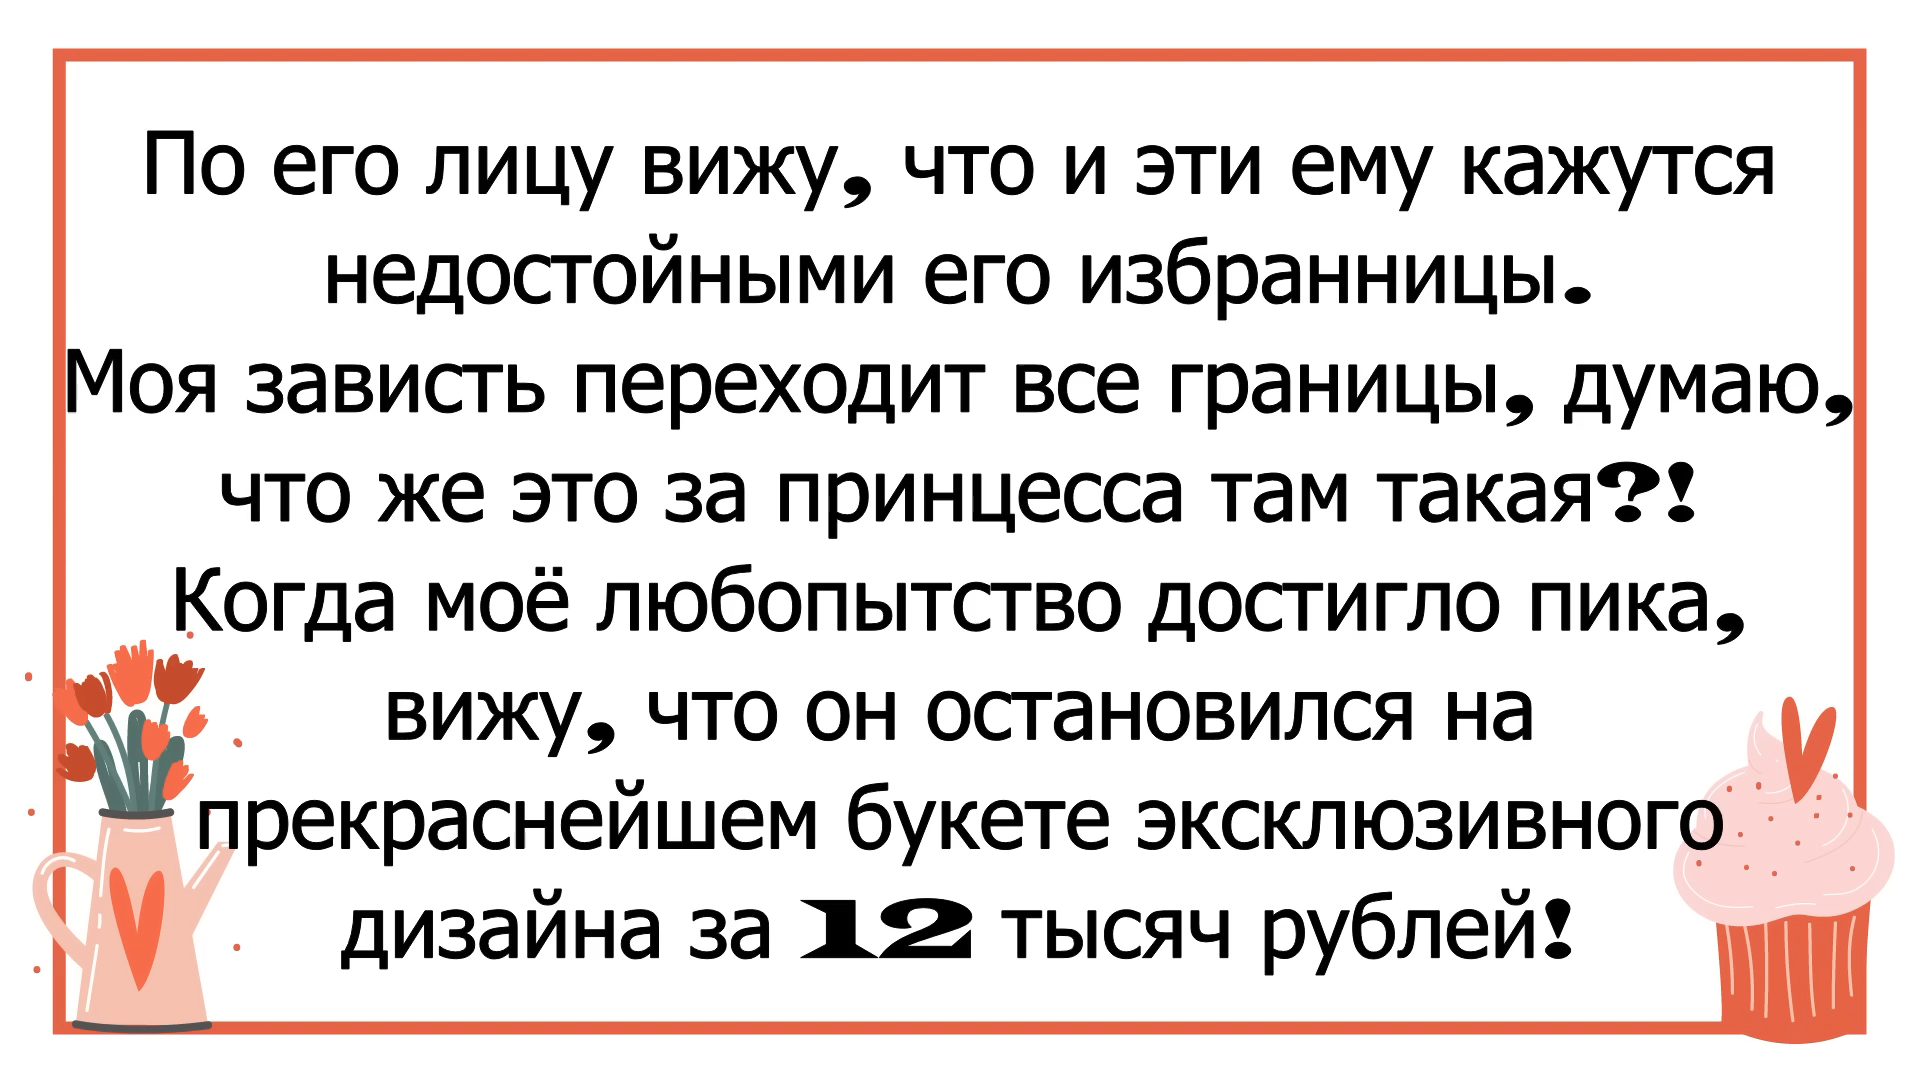 По его лицу вижу, что и эти ему кажутся
недостойными его избранницы.
Моя зависть переходит все границы, думаю,
что же это за принцесса там такая?!
Когда моё любопытство достигло пика,
вижу, что он остановился на
прекраснейшем букете эксклюзивного
дизайна за 12 тысяч рублей!